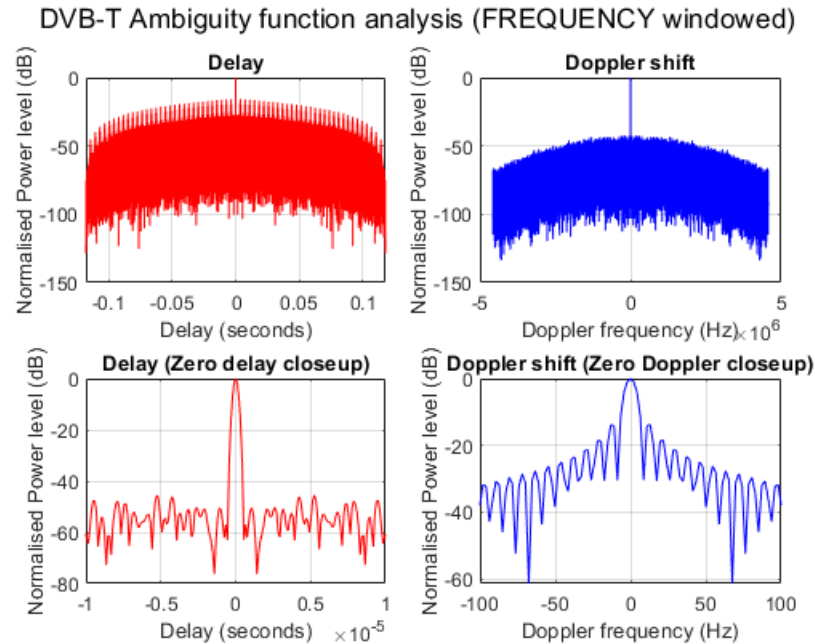 DVB-T Ambiguity function analysis (FREQUENCY windowed)
Delay
Normalised Power level (dB)
0
-50
-100
-150
-0.1
-0.05
0
0.05
0.1
Delay (seconds)
Doppler shift
Normalised Power level (dB)
0
-50
-100
-150
-5
0
5
Doppler frequency (Hz)
×10^6
Delay (Zero delay closeup)
Normalised Power level (dB)
0
-20
-40
-60
-80
-1
-0.5
0
0.5
1
Delay (seconds)
×10^-5
Doppler shift (Zero Doppler closeup)
Normalised Power level (dB)
0
-20
-40
-60
-100
-50
0
50
100
Doppler frequency (Hz)